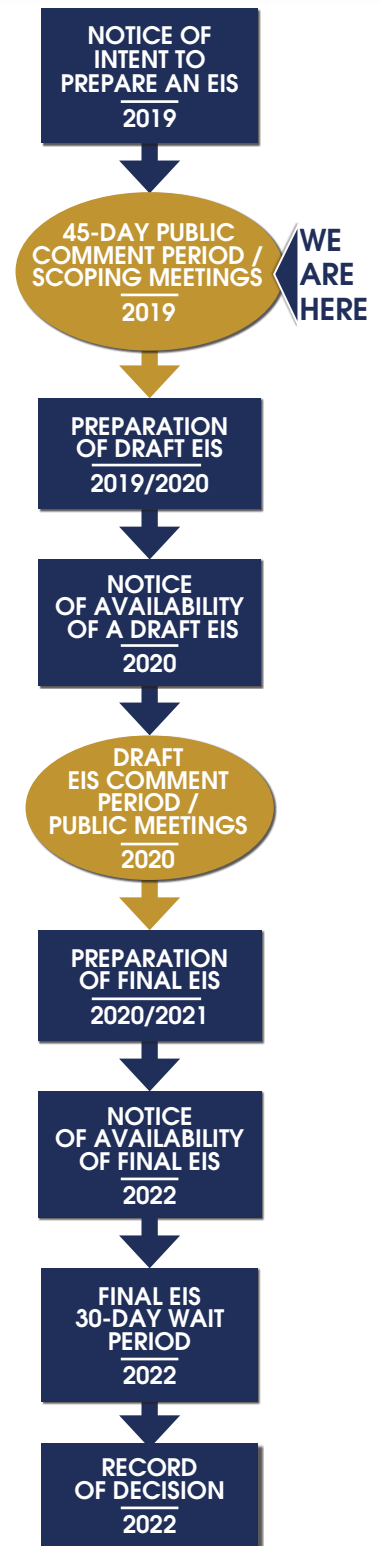 NOTICE OF
INTENT TO
PREPARE AN EIS
2019
45-DAY PUBLIC
COMMENT PERIOD /
SCOPING MEETINGS
2019
WE
ARE
HERE
PREPARATION
OF DRAFT EIS
2019/2020
NOTICE
OF AVAILABILITY
OF A DRAFT EIS
2020
DRAFT
EIS COMMENT
PERIOD /
PUBLIC MEETINGS
2020
PREPARATION
OF FINAL EIS
2020/2021
NOTICE
OF AVAILABILITY
OF FINAL EIS
2022
FINAL EIS
30-DAY WAIT
PERIOD
2022
RECORD
OF DECISION
2022